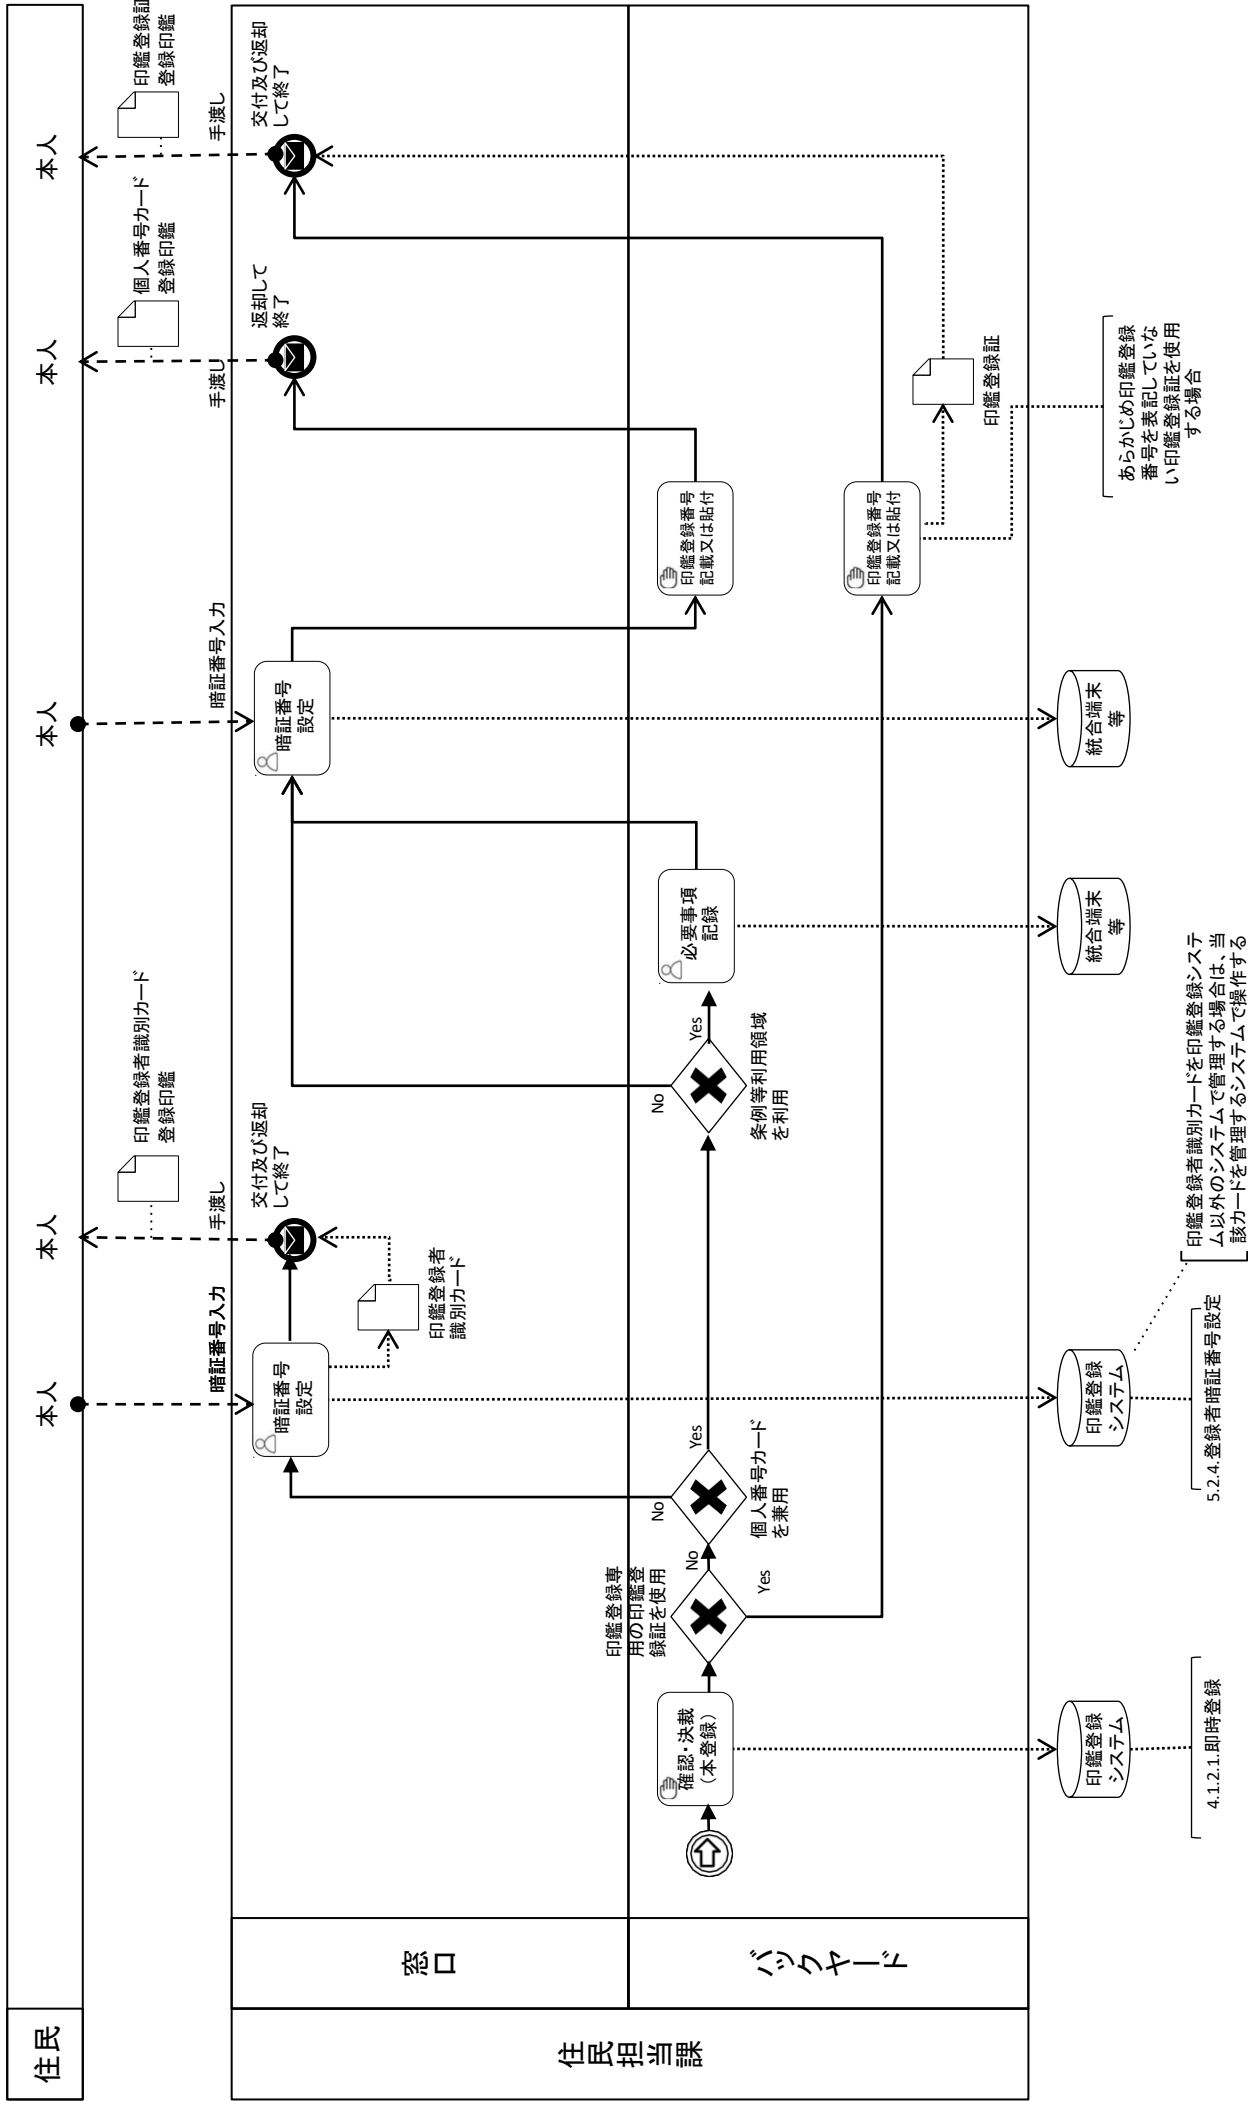 住民
住民担当課
窓口
バックヤード
本人
本人
本人
本人
本人
暗証番号入力
手渡し
印鑑登録者識別カード
登録印鑑
暗証番号入力
手渡し
個人番号カード
登録印鑑
手渡し
印鑑登録証
登録印鑑
暗証番号
設定
交付及び返却
して終了
印鑑登録者
識別カード
暗証番号
設定
返却して
終了
交付及び返却
して終了
確認・決裁
（本登録）
印鑑登録専
用の印鑑登
録証を使用
No
Yes
個人番号カード
を兼用
No
Yes
条例等利用領域
を利用
No
Yes
必要事項
記録
印鑑登録番号
記載又は貼付
印鑑登録番号
記載又は貼付
印鑑登録証
印鑑登録
システム
4.1.2.1.即時登録
印鑑登録
システム
5.2.4.登録者暗証番号設定
印鑑登録者識別カードを印鑑登録システ
ム以外のシステムで管理する場合は、当
該カードを管理するシステムで操作する
統合端末
等
統合端末
等
あらかじめ印鑑登録
番号を表記していな
い印鑑登録証を使用
する場合